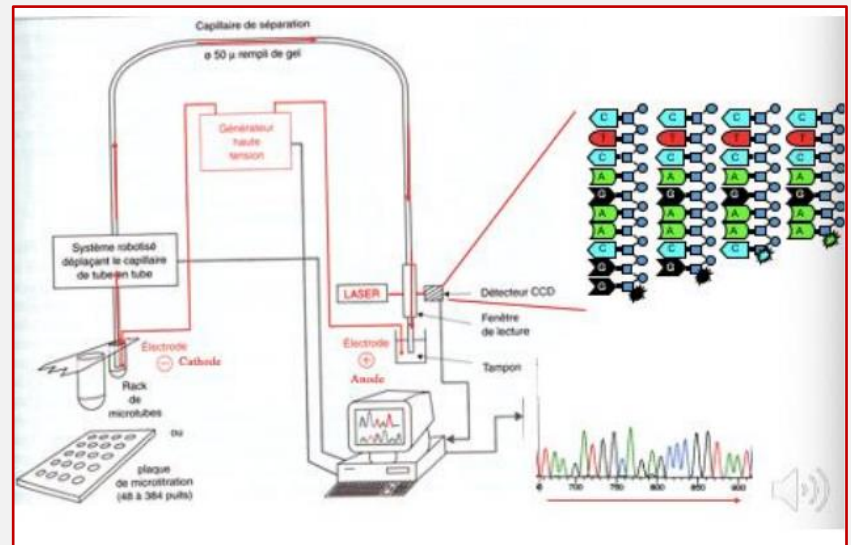 Capillaire de séparation
ø 50 µ rempli de gel
Générateur
haute
tension
Système robotisé
déplaçant le capillaire
de tube en tube
LASER
Détecteur CCD
Fenêtre
de lecture
Électrode
⊖ Cathode
Électrode
⊕
Anode
Tampon
Rack
de
microtubes
ou
plaque
de microtitration
(48 à 384 puits)
C C C C
T T T T
C C C C
A A A A
G G G G
A A A A
A A A A
C C C
G G
G
700 750 800 850 900